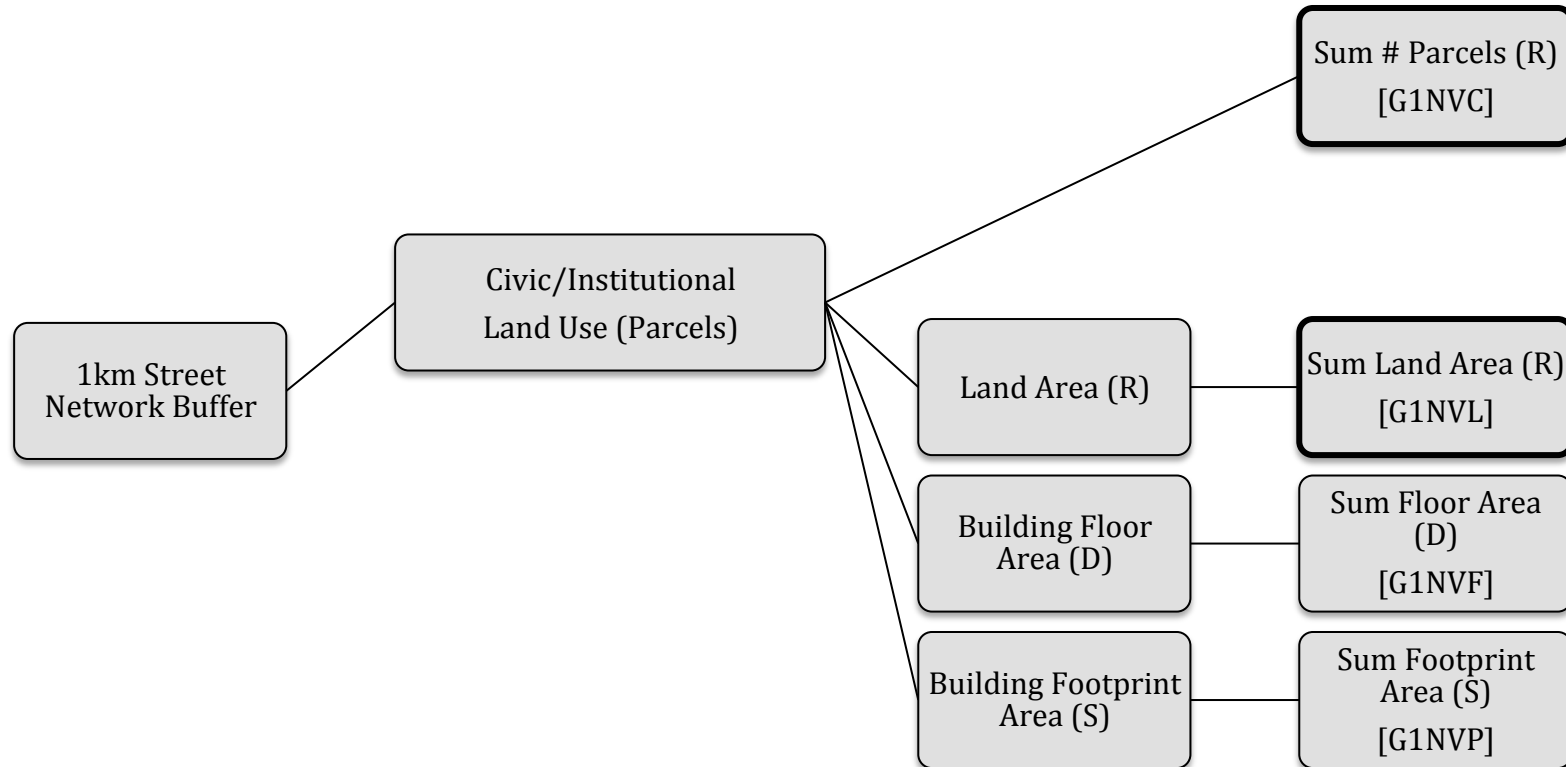 Sum # Parcels (R)
[G1NVC]
Civic/Institutional
Land Use (Parcels)
1km Street
Network Buffer
Land Area (R)
Sum Land Area (R)
[G1NVL]
Building Floor
Area (D)
Sum Floor Area
(D)
[G1NVF]
Building Footprint
Area (S)
Sum Footprint
Area (S)
[G1NVP]